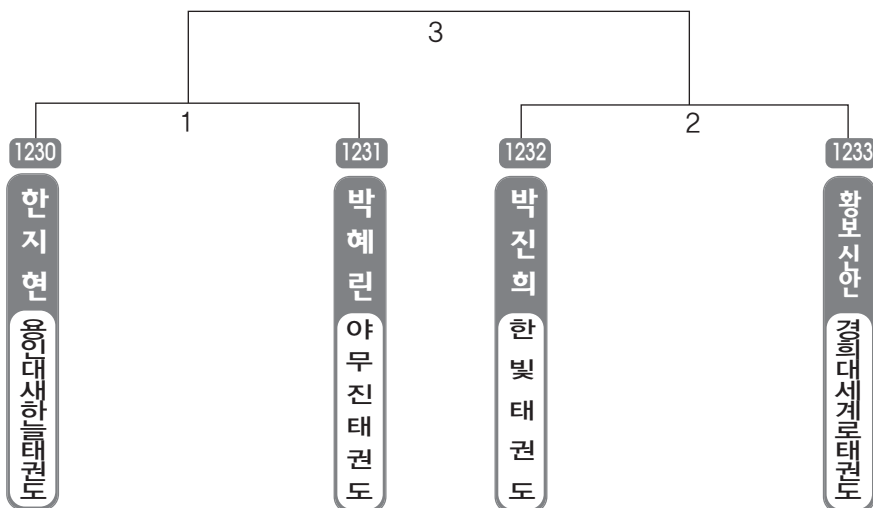 3
1
2
1230
한지현
용인대새하늘태권도
1231
박혜린
야무진태권도
1232
박진희
한빛태권도
1233
황보신안
경희대세계로태권도